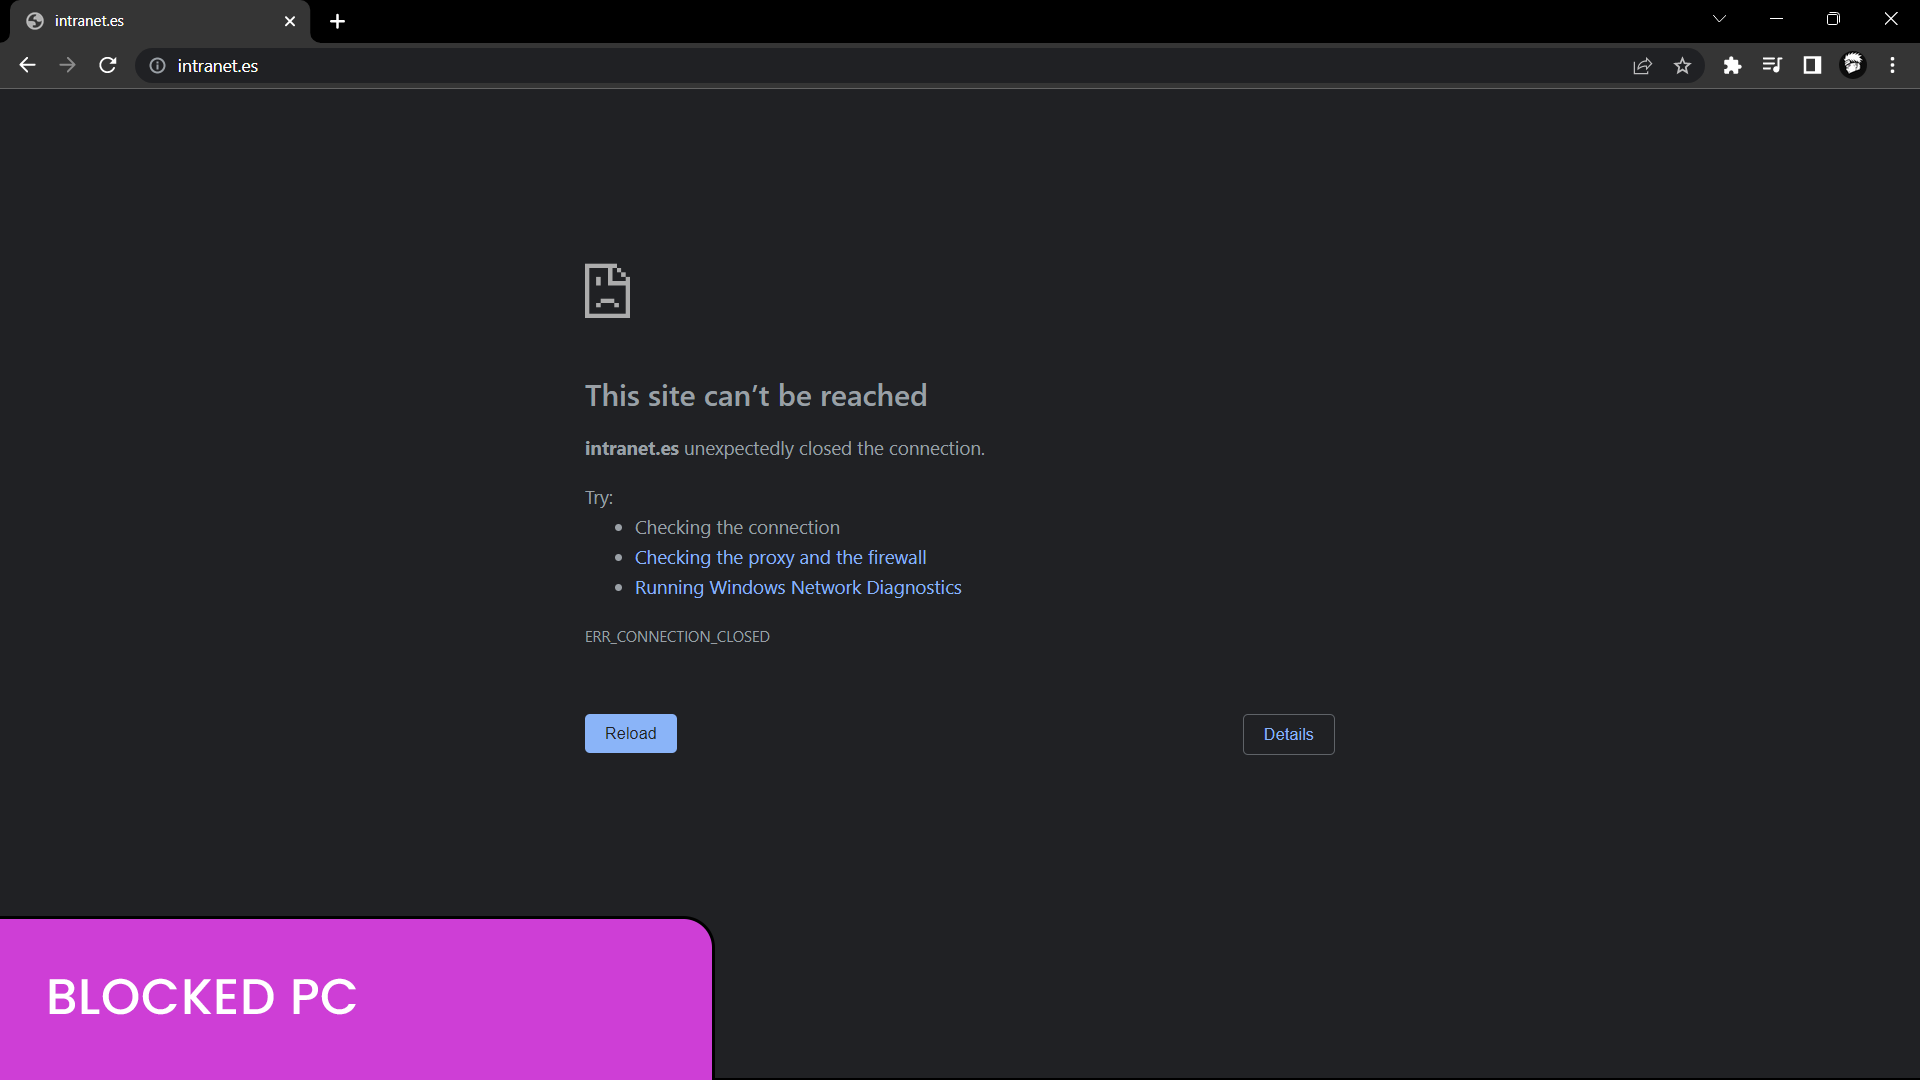 intranet.es
intranet.es
This site can’t be reached
intranet.es unexpectedly closed the connection.
Try:
Checking the connection
Checking the proxy and the firewall
Running Windows Network Diagnostics
ERR_CONNECTION_CLOSED
Reload
Details
BLOCKED PC